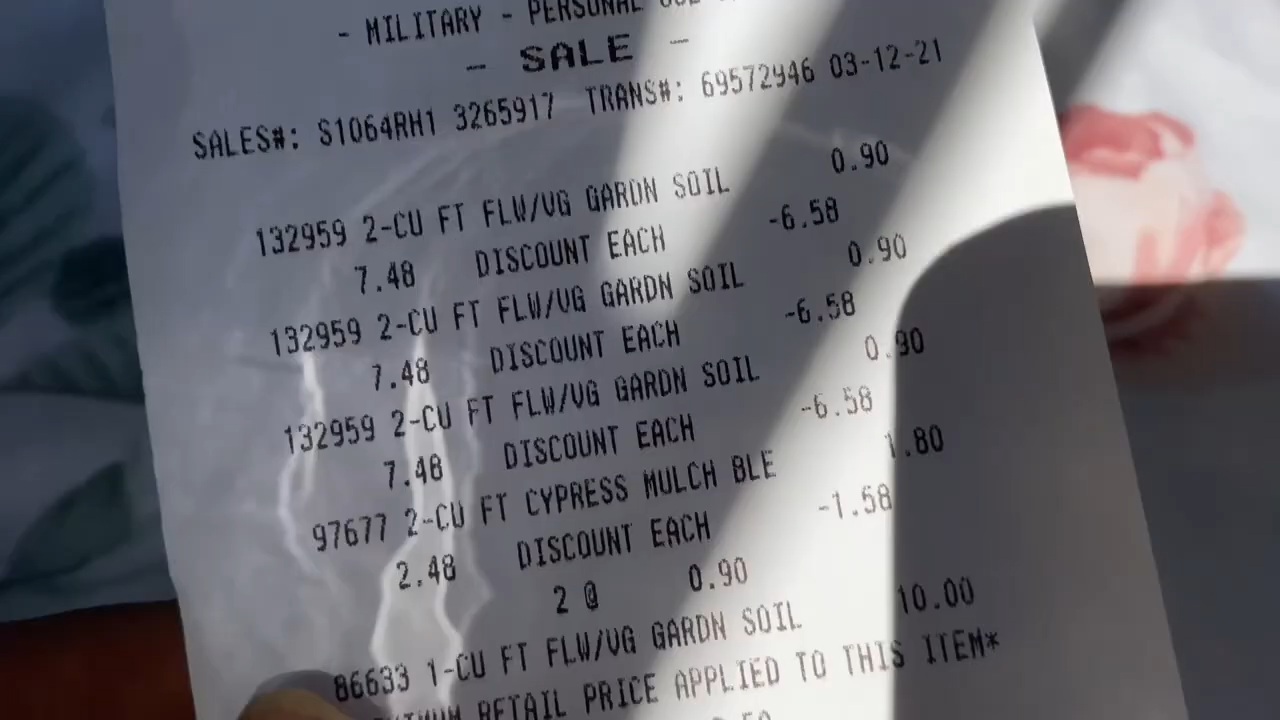 - MILITARY - PERSONAL
- SALE -
SALES#: S1064RH1 3265917 TRANS#: 69572946 03-12-21
132959 2-CU FT FLW/VG GARDN SOIL 0.90
7.48 DISCOUNT EACH -6.58
132959 2-CU FT FLW/VG GARDN SOIL 0.90
7.48 DISCOUNT EACH -6.58
132959 2-CU FT FLW/VG GARDN SOIL 0.90
7.48 DISCOUNT EACH -6.58
97677 2-CU FT CYPRESS MULCH BLE 1.80
2.48 DISCOUNT EACH -1.58
2 @ 0.90
86633 1-CU FT FLW/VG GARDN SOIL 10.00
RETAIL PRICE APPLIED TO THIS ITEM*